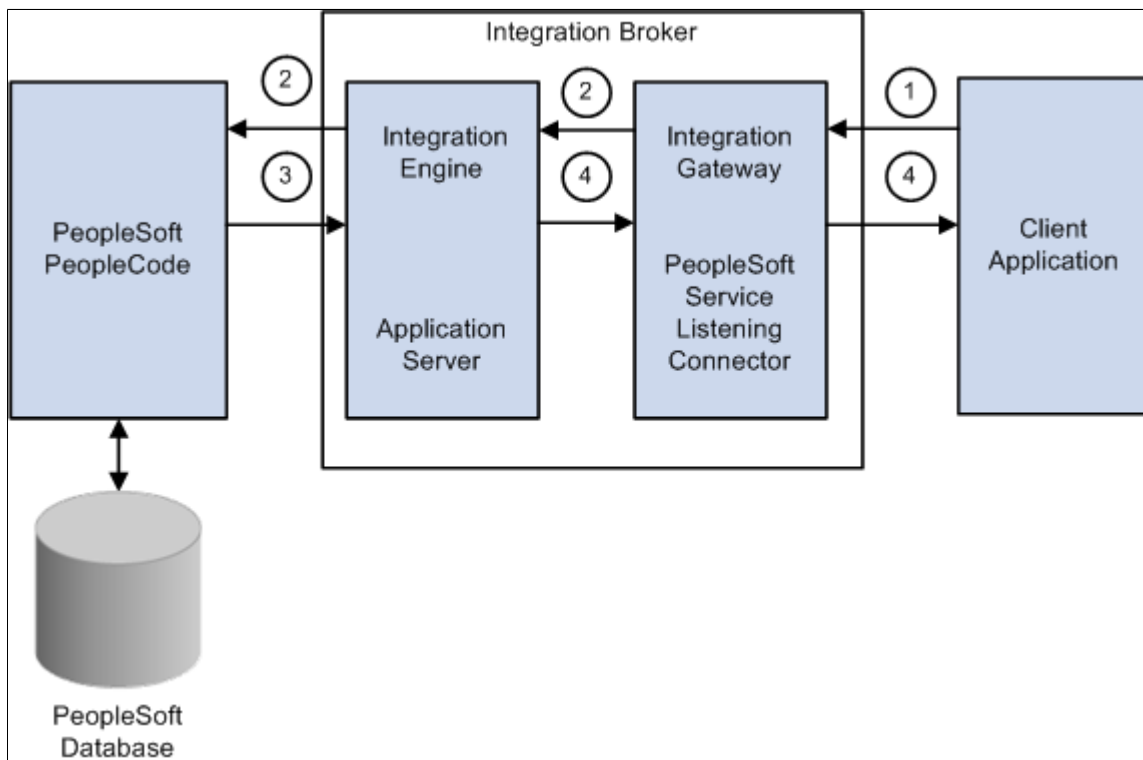 Integration Broker
2
2
1
Integration
Engine
Integration
Gateway
3
4
4
PeopleSoft
PeopleCode
Client
Application
Application
Server
PeopleSoft
Service
Listening
Connector
PeopleSoft
Database